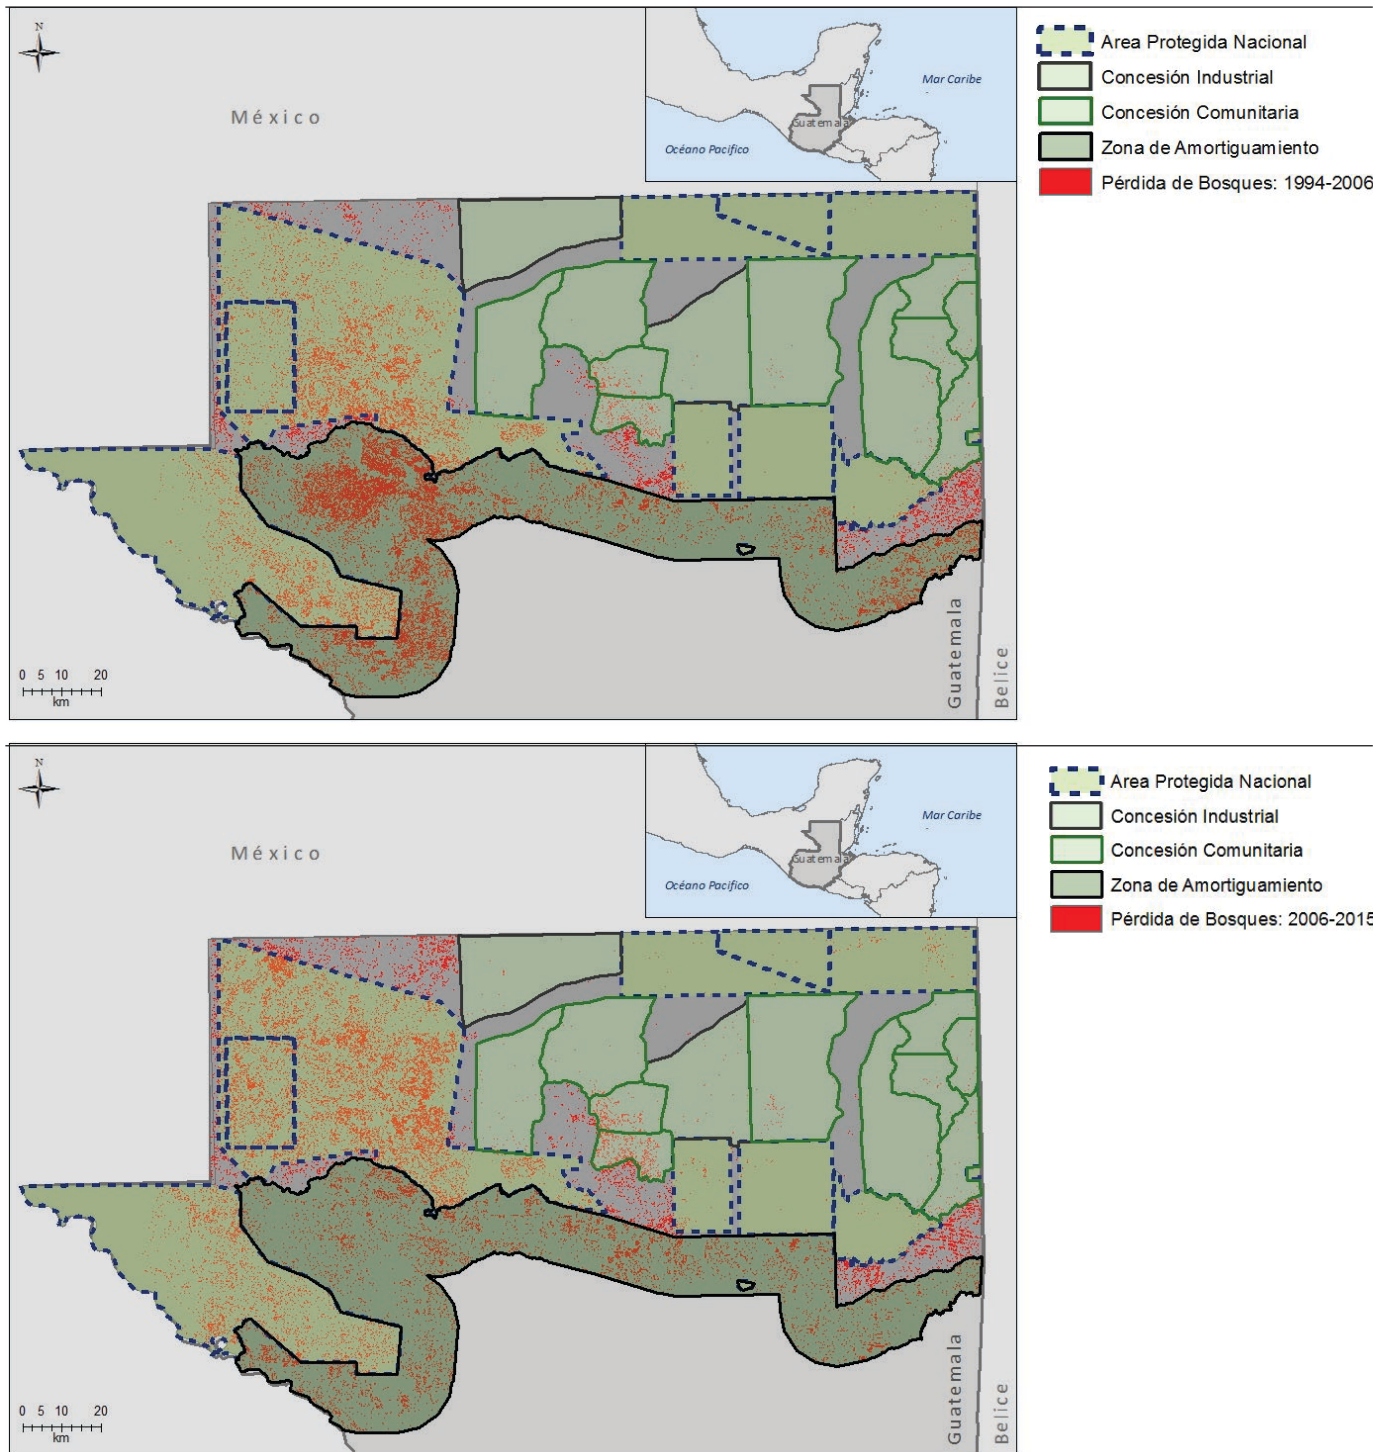 N
México
Mar Caribe
Guatemala
Océano Pacifico
Area Protegida Nacional
Concesión Industrial
Concesión Comunitaria
Zona de Amortiguamiento
Pérdida de Bosques: 1994-2006
0 5 10 20
km
Guatemala
Belice
N
México
Mar Caribe
Guatemala
Océano Pacifico
Area Protegida Nacional
Concesión Industrial
Concesión Comunitaria
Zona de Amortiguamiento
Pérdida de Bosques: 2006-2015
0 5 10 20
km
Guatemala
Belice